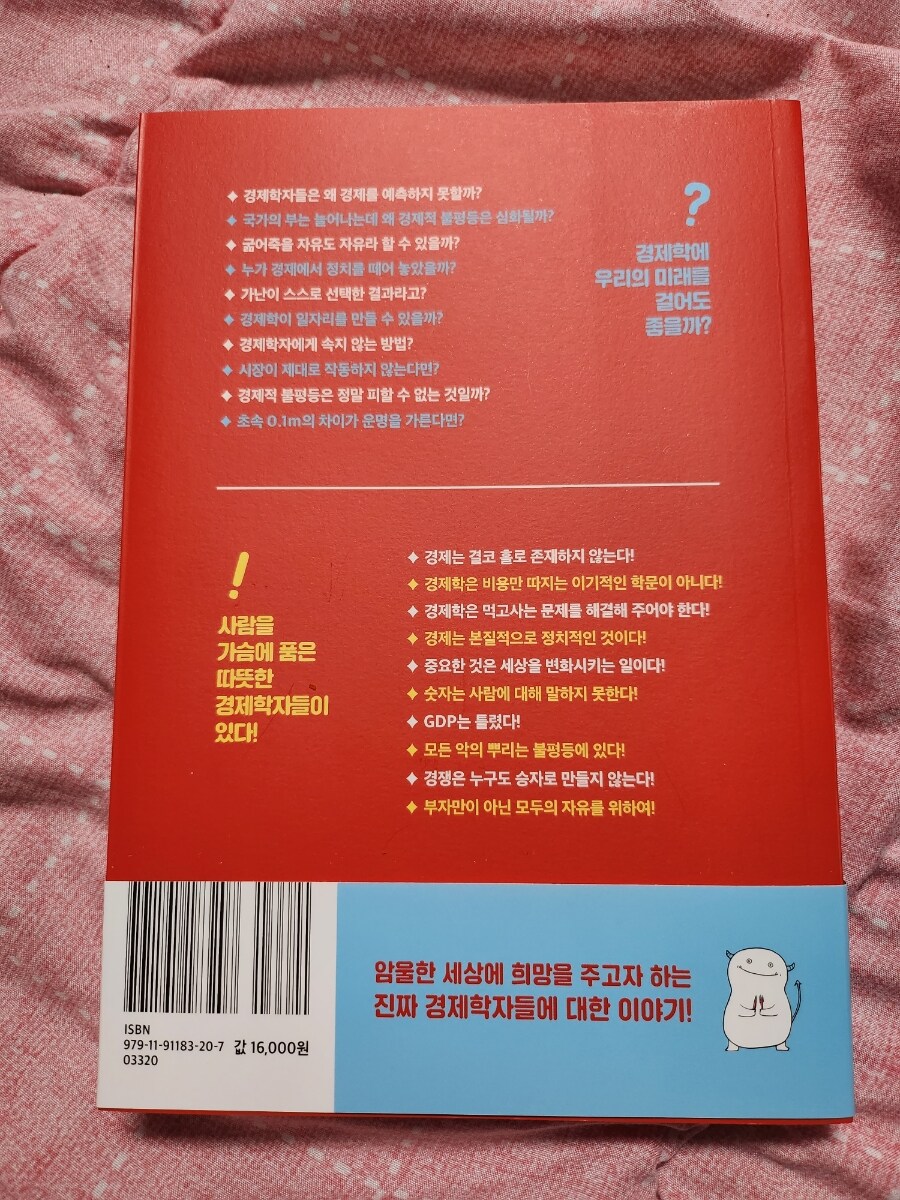 ◆ 경제학자들은 왜 경제를 예측하지 못할까?
◆ 국가의 부는 늘어나는데 왜 경제적 불평등은 심화될까?
◆ 굶어죽을 자유도 자유라 할 수 있을까?
◆ 누가 경제에서 정치를 떼어 놓았을까?
◆ 가난이 스스로 선택한 결과라고?
◆ 경제학이 일자리를 만들 수 있을까?
◆ 경제학자에게 속지 않는 방법?
◆ 시장이 제대로 작동하지 않는다면?
◆ 경제적 불평등은 정말 피할 수 없는 것일까?
◆ 초속 0.1m의 차이가 운명을 가른다면?
?
경제학에
우리의 미래를
걸어도
좋을까?
!
사람을
가슴에 품은
따뜻한
경제학자들이
있다!
◆ 경제는 결코 홀로 존재하지 않는다!
◆ 경제학은 비용만 따지는 이기적인 학문이 아니다!
◆ 경제학은 먹고사는 문제를 해결해 주어야 한다!
◆ 경제는 본질적으로 정치적인 것이다!
◆ 중요한 것은 세상을 변화시키는 일이다!
◆ 숫자는 사람에 대해 말하지 못한다!
◆ GDP는 틀렸다!
◆ 모든 악의 뿌리는 불평등에 있다!
◆ 경쟁은 누구도 승자로 만들지 않는다!
◆ 부자만이 아닌 모두의 자유를 위하여!
ISBN
979-11-91183-20-7
03320
값 16,000원
암울한 세상에 희망을 주고자 하는
진짜 경제학자들에 대한 이야기!